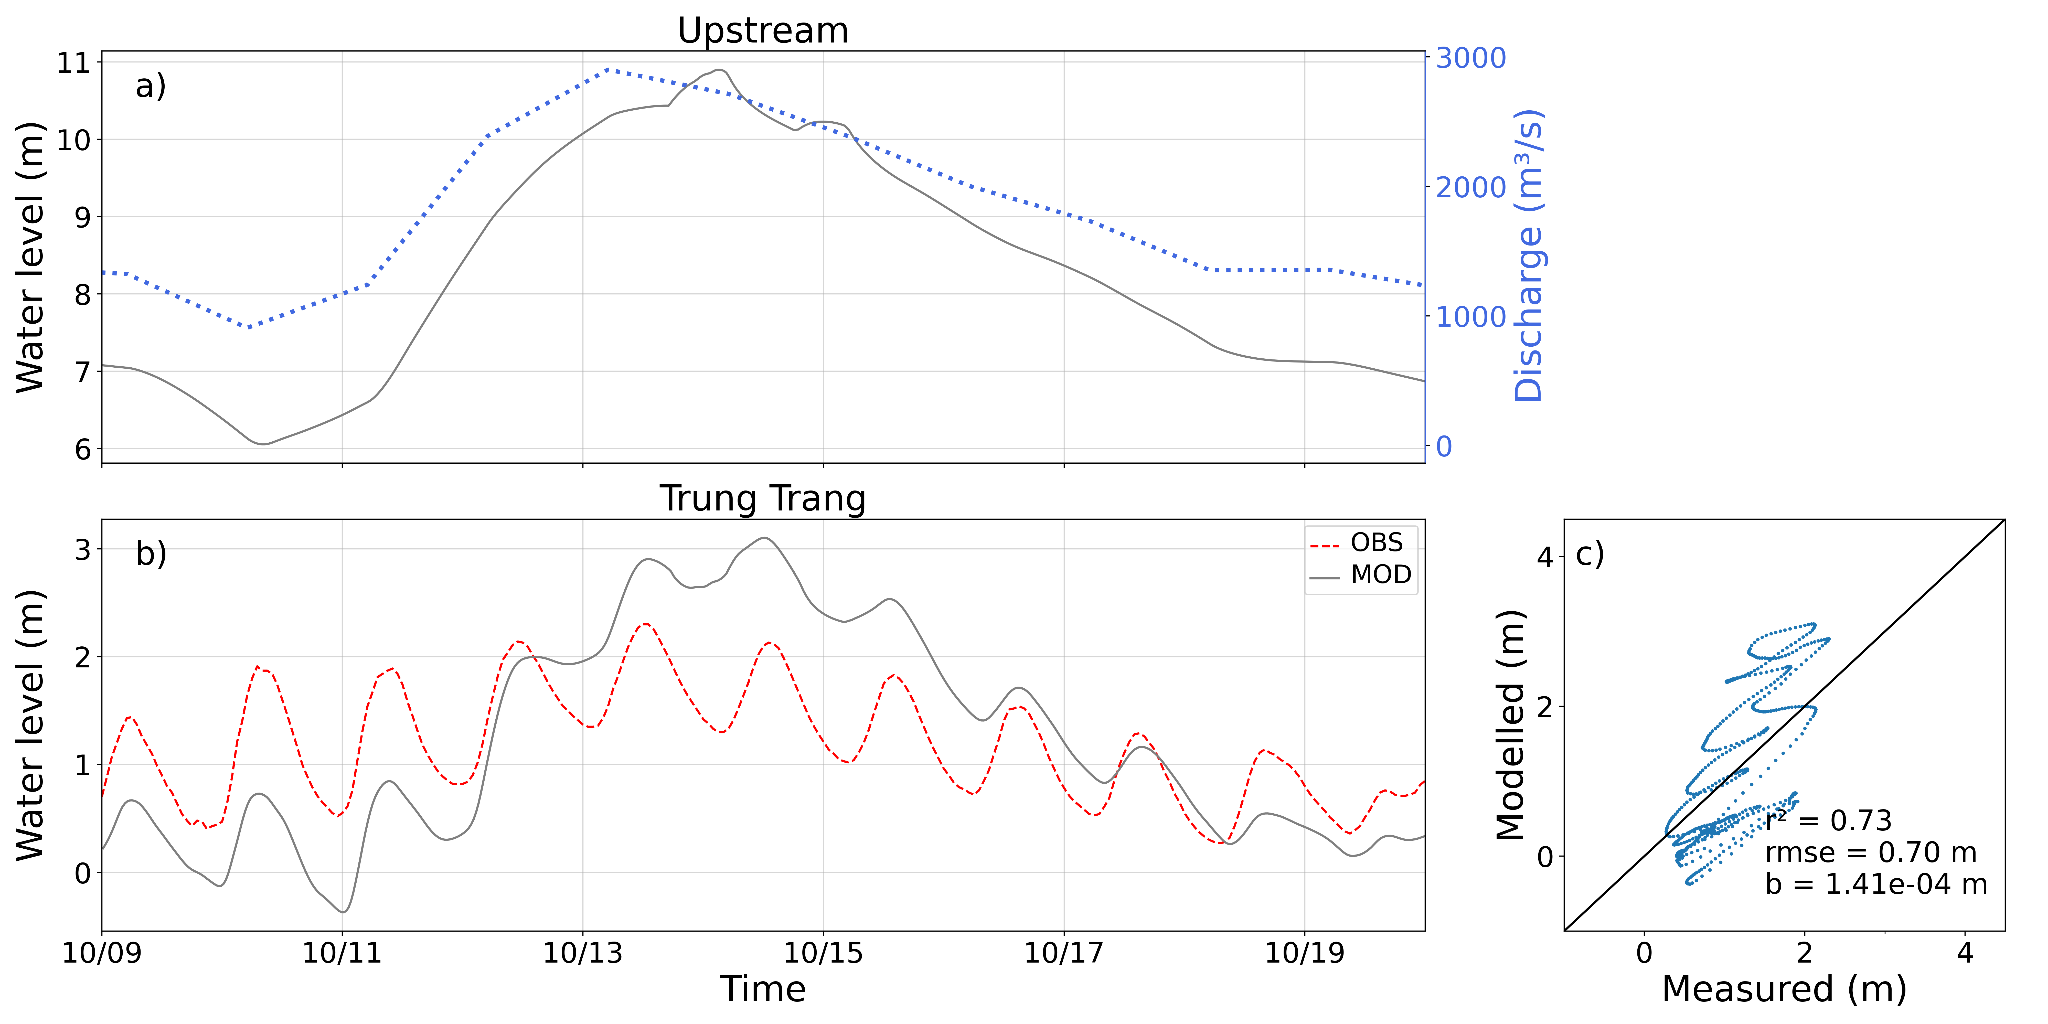 Upstream
a)
11
10
9
8
7
6
Water level (m)
3000
2000
1000
0
Discharge (m³/s)
Trung Trang
b)
OBS
MOD
3
2
1
0
Water level (m)
10/09 10/11 10/13 10/15 10/17 10/19
Time
c)
4
2
0
Modelled (m)
r² = 0.73
rmse = 0.70 m
b = 1.41e-04 m
0 2 4
Measured (m)